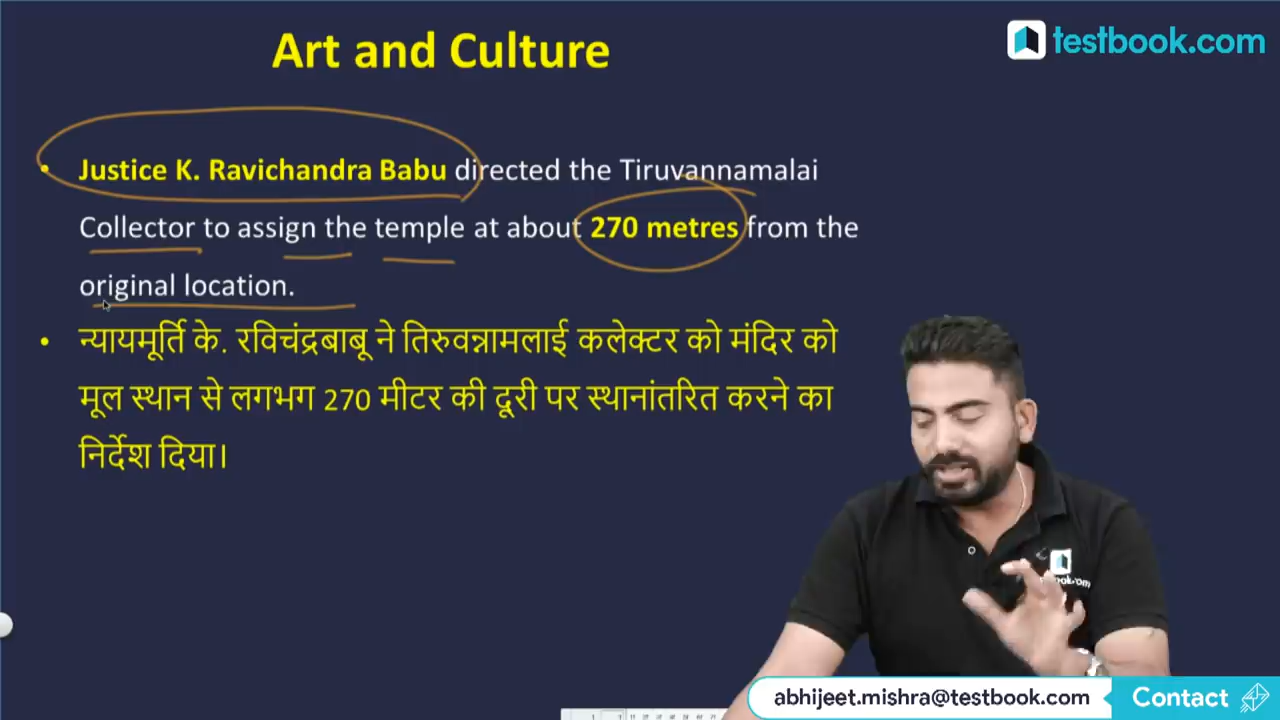 Art and Culture
testbook.com
• Justice K. Ravichandra Babu directed the Tiruvannamalai
Collector to assign the temple at about 270 metres from the
original location.
• न्यायमूर्ति के. रविचंद्रबाबू ने तिरुवन्नामलाई कलेक्टर को मंदिर को
मूल स्थान से लगभग 270 मीटर की दूरी पर स्थानांतरित करने का
निर्देश दिया।
abhijeet.mishra@testbook.com
Contact